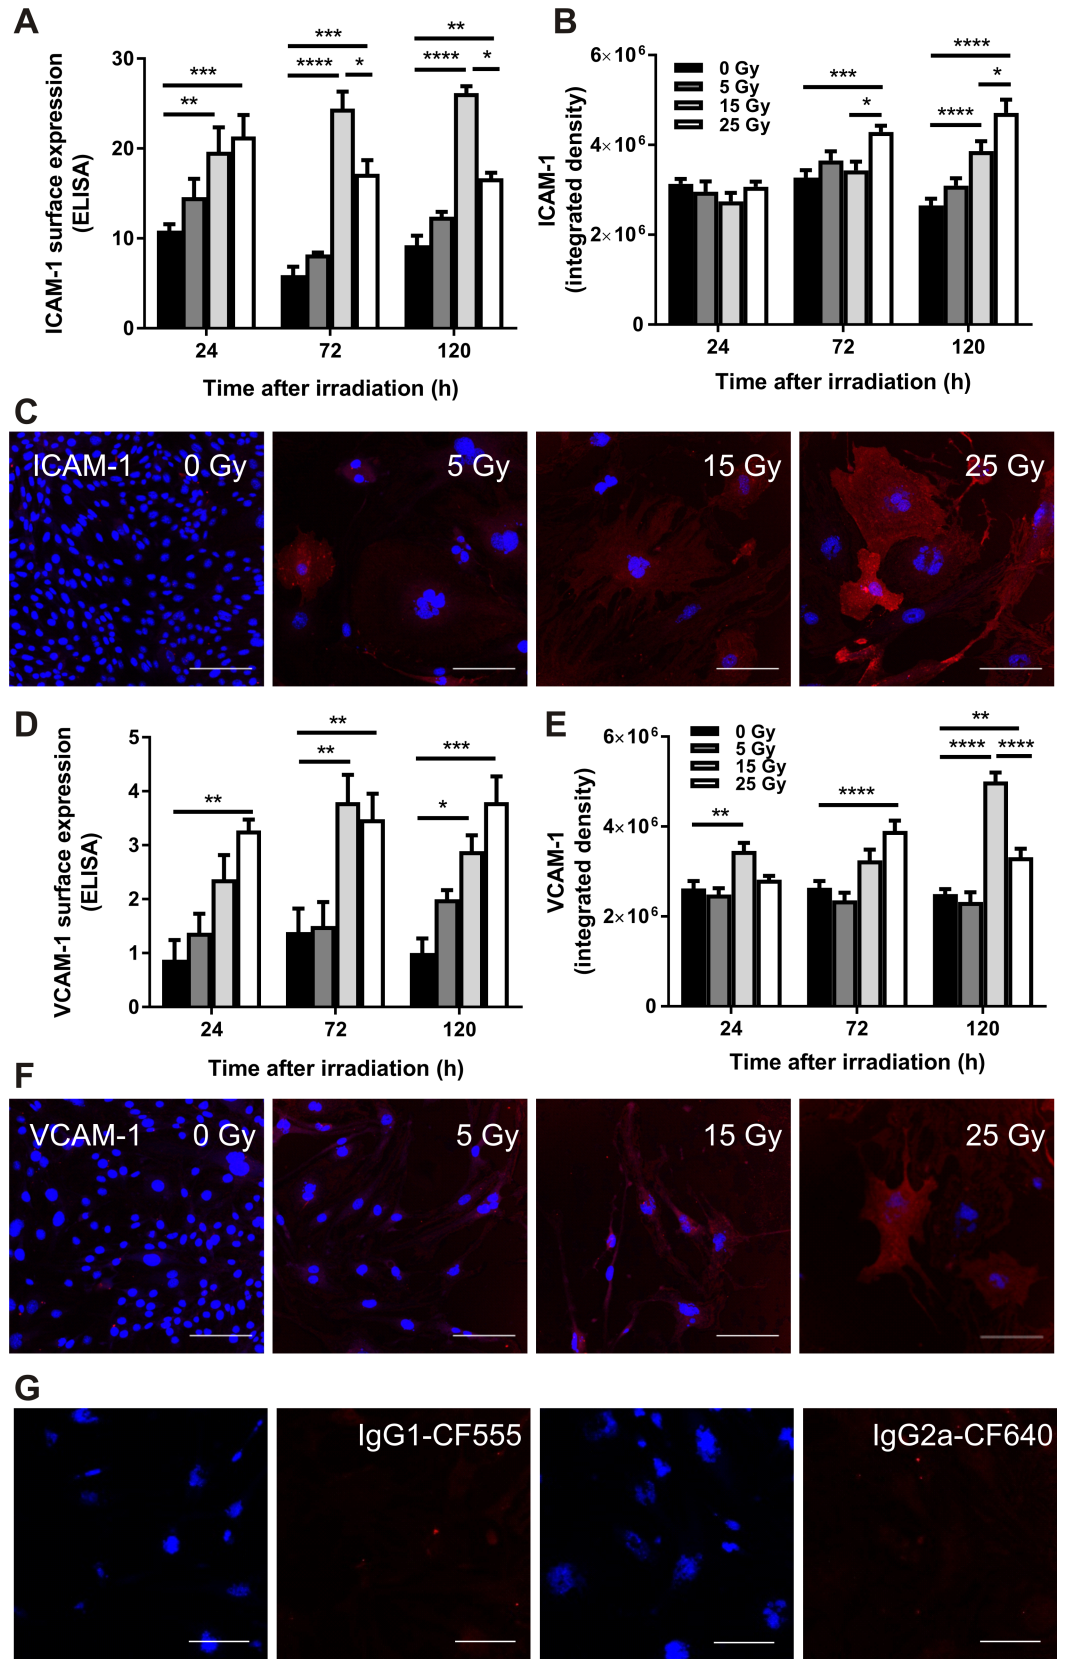 A
ICAM-1 surface expression
(ELISA)
30
20
10
0
** *** **** *** * **** ** *
24 72 120
Time after irradiation (h)
B
ICAM-1
(integrated density)
6×10⁶
4×10⁶
2×10⁶
0
0 Gy
5 Gy
15 Gy
25 Gy
*** * **** **** *
24 72 120
Time after irradiation (h)
C
ICAM-1 0 Gy 5 Gy 15 Gy 25 Gy
D
VCAM-1 surface expression
(ELISA)
5
4
3
2
1
0
** ** ** * ***
24 72 120
Time after irradiation (h)
E
VCAM-1
(integrated density)
6×10⁶
4×10⁶
2×10⁶
0
0 Gy
5 Gy
15 Gy
25 Gy
** **** ** **** ****
24 72 120
Time after irradiation (h)
F
VCAM-1 0 Gy 5 Gy 15 Gy 25 Gy
G
IgG1-CF555 IgG2a-CF640